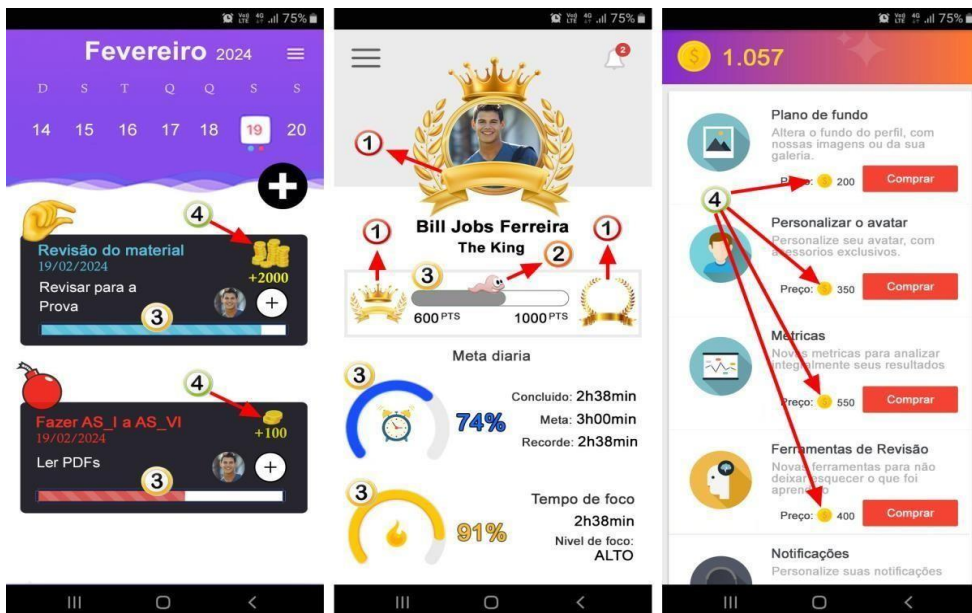 75%
Fevereiro 2024
D S T Q Q S S
14 15 16 17 18 19 20
4
Revisão do material
19/02/2024
+2000
Revisar para a
Prova
3
4
Fazer AS_I a AS_VI
19/02/2024
+100
Ler PDFs
3
75%
2
1
Bill Jobs Ferreira
The King
1
2
1
3
600 PTS
1000 PTS
Meta diaria
3
74%
Concluido: 2h38min
Meta: 3h00min
Recorde: 2h38min
3
91%
Tempo de foco
2h38min
Nivel de foco:
ALTO
75%
1.057
Plano de fundo
Altera o fundo do perfil, com
nossas imagens ou da sua
galeria.
200
Comprar
4
Personalizar o avatar
Personalize seu avatar, com
acessorios exclusivos.
Preço: 350
Comprar
Métricas
Novas metricas para analizar
integralmente seus resultados
Preço: 550
Comprar
Ferramentas de Revisão
Novas ferramentas para não
deixar esquecer o que foi
aprendido
Preço: 400
Comprar
Notificações
Personalize suas notificações